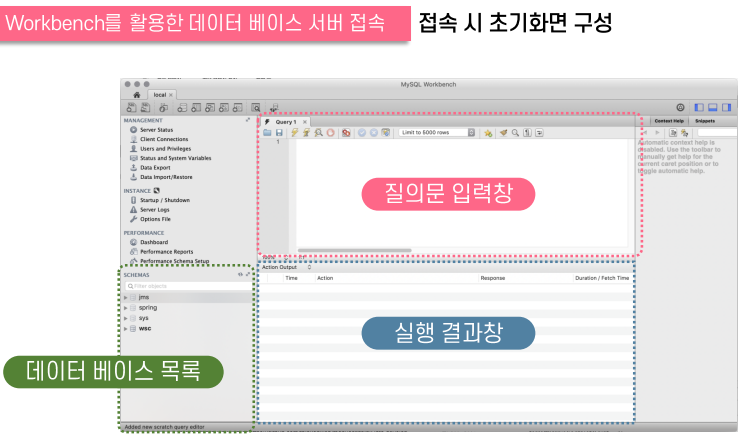 Workbench를 활용한 데이터 베이스 서버 접속
접속 시 초기화면 구성
MySQL Workbench
local ×
MANAGEMENT
Server Status
Client Connections
Users and Privileges
Status and System Variables
Data Export
Data Import/Restore
INSTANCE
Startup / Shutdown
Server Logs
Options File
PERFORMANCE
Dashboard
Performance Reports
Performance Schema Setup
SCHEMAS
Filter objects
jms
spring
sys
wsc
데이터 베이스 목록
Added new scratch query editor
Query 1 ×
Limit to 5000 rows
1
질의문 입력창
100%
1:1
Action Output
Time Action Response Duration / Fetch Time
실행 결과창
Context Help Snippets
Automatic context help is
disabled. Use the toolbar to
manually get help for the
current caret position or to
toggle automatic help.